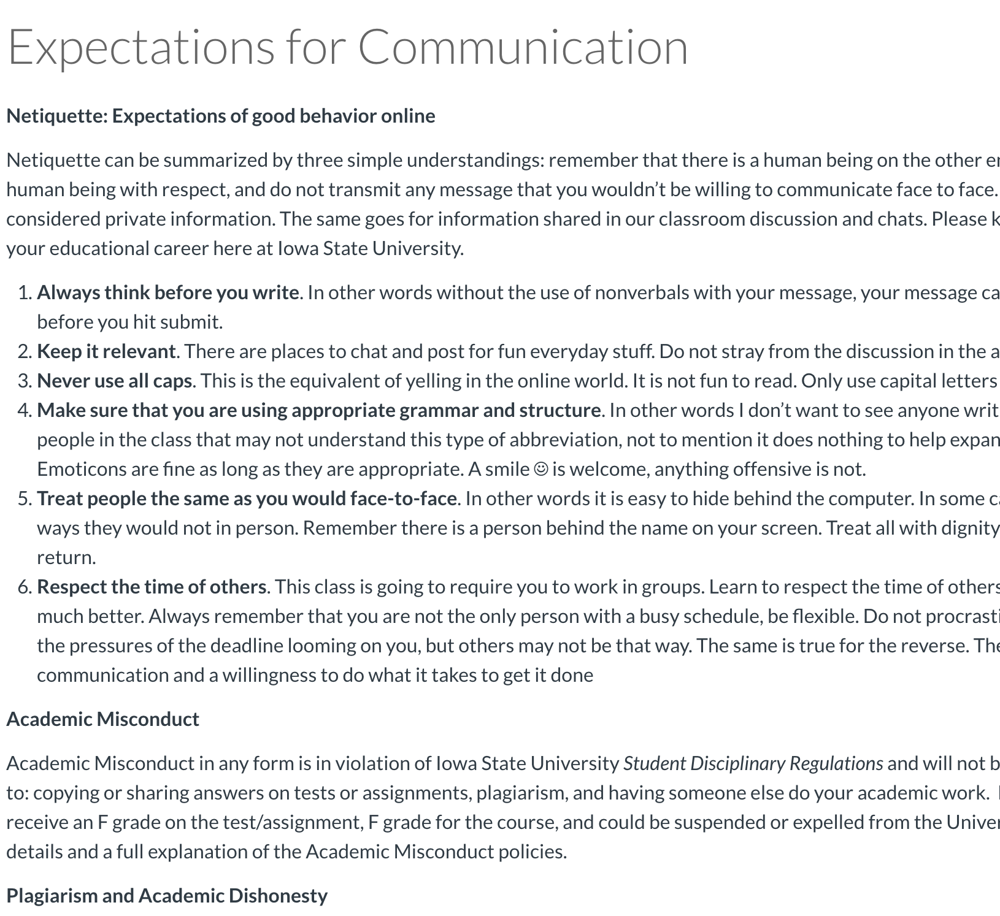 Expectations for Communication
Netiquette: Expectations of good behavior online
Netiquette can be summarized by three simple understandings: remember that there is a human being on the other
human being with respect, and do not transmit any message that you wouldn’t be willing to communicate face to face.
considered private information. The same goes for information shared in our classroom discussion and chats. Please
your educational career here at Iowa State University.
1. Always think before you write. In other words without the use of nonverbals with your message, your message
before you hit submit.
2. Keep it relevant. There are places to chat and post for fun everyday stuff. Do not stray from the discussion in the
3. Never use all caps. This is the equivalent of yelling in the online world. It is not fun to read. Only use capital letters
4. Make sure that you are using appropriate grammar and structure. In other words I don’t want to see anyone
people in the class that may not understand this type of abbreviation, not to mention it does nothing to help
Emoticons are fine as long as they are appropriate. A smile ☺ is welcome, anything offensive is not.
5. Treat people the same as you would face-to-face. In other words it is easy to hide behind the computer. In some
ways they would not in person. Remember there is a person behind the name on your screen. Treat all with dignity
return.
6. Respect the time of others. This class is going to require you to work in groups. Learn to respect the time of others
much better. Always remember that you are not the only person with a busy schedule, be flexible. Do not
the pressures of the deadline looming on you, but others may not be that way. The same is true for the reverse.
communication and a willingness to do what it takes to get it done
Academic Misconduct
Academic Misconduct in any form is in violation of Iowa State University Student Disciplinary Regulations and will not
to: copying or sharing answers on tests or assignments, plagiarism, and having someone else do your academic work.
receive an F grade on the test/assignment, F grade for the course, and could be suspended or expelled from the
details and a full explanation of the Academic Misconduct policies.
Plagiarism and Academic Dishonesty